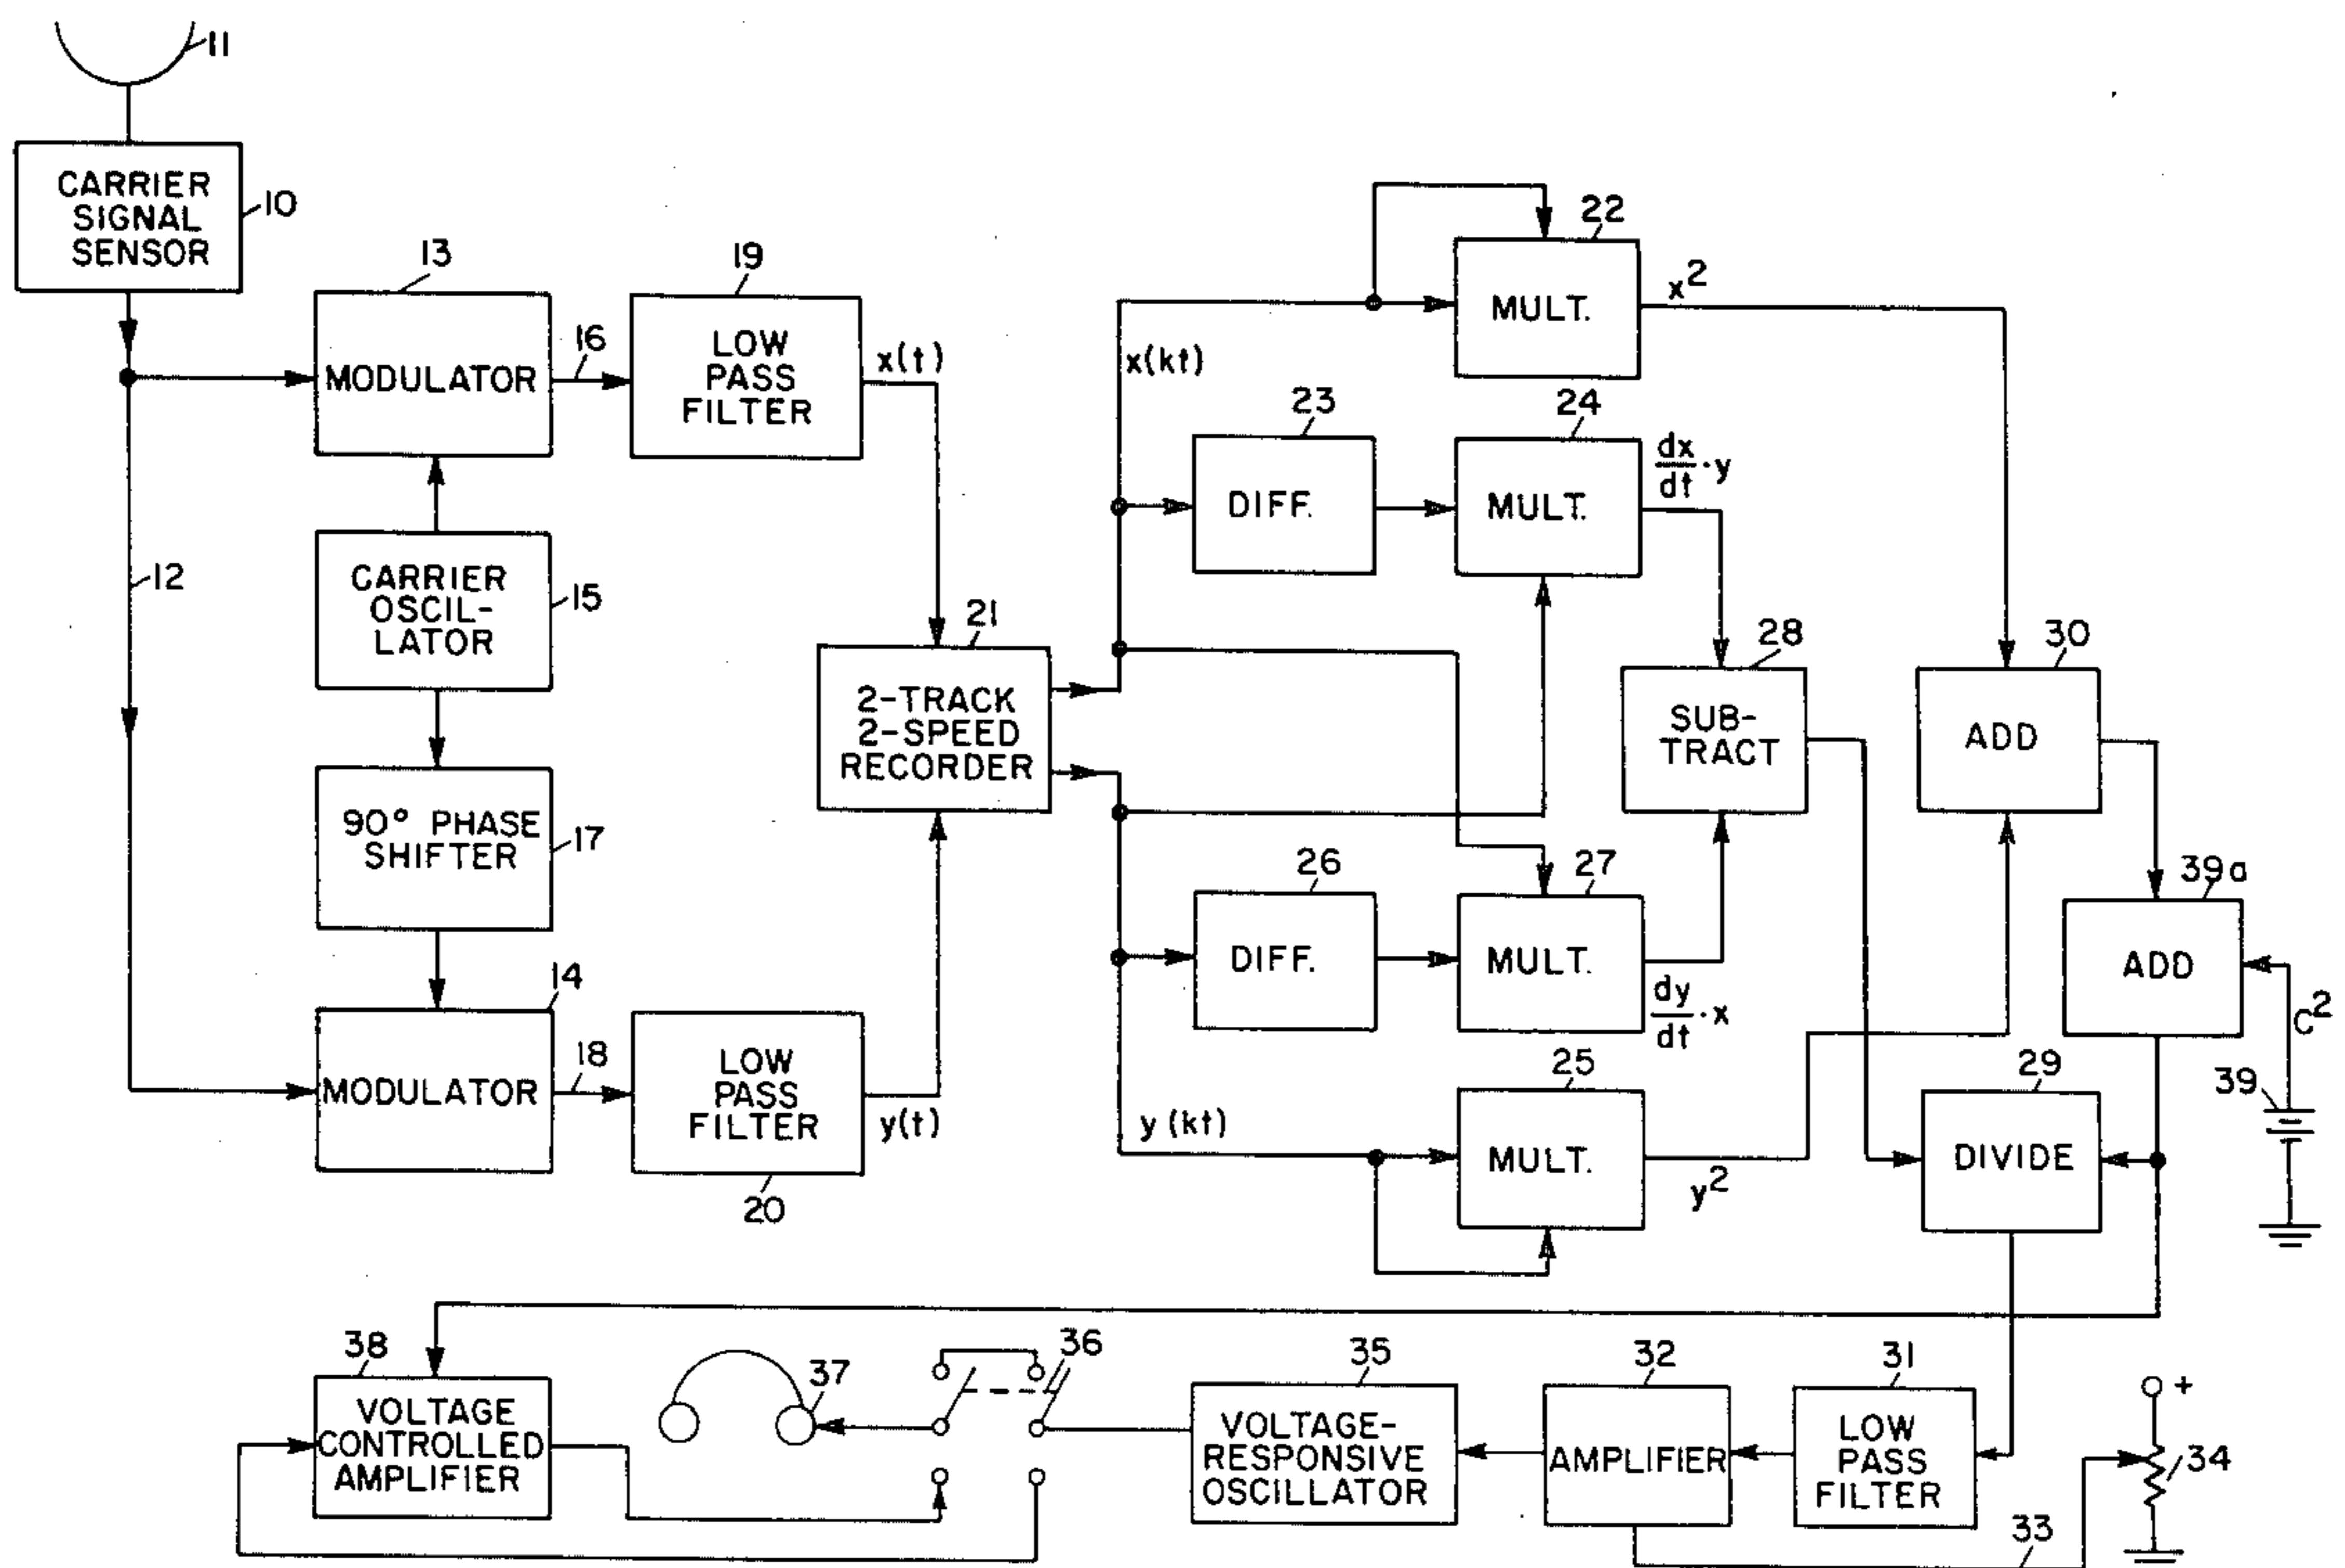 11
CARRIER
SIGNAL
SENSOR
10
12
13
MODULATOR
16
19
LOW
PASS
FILTER
x(t)
CARRIER
OSCIL-
LATOR
15
90° PHASE
SHIFTER
17
14
MODULATOR
18
LOW
PASS
FILTER
20
y(t)
21
2-TRACK
2-SPEED
RECORDER
x(kt)
22
MULT.
x²
23
DIFF.
24
MULT.
dx
dt
·y
28
SUB-
TRACT
30
ADD
26
DIFF.
27
MULT.
dy
dt
·x
39a
ADD
C²
39
y (kt)
25
MULT.
y²
29
DIVIDE
38
VOLTAGE
CONTROLLED
AMPLIFIER
37
36
35
VOLTAGE-
RESPONSIVE
OSCILLATOR
32
AMPLIFIER
31
LOW
PASS
FILTER
+
34
33